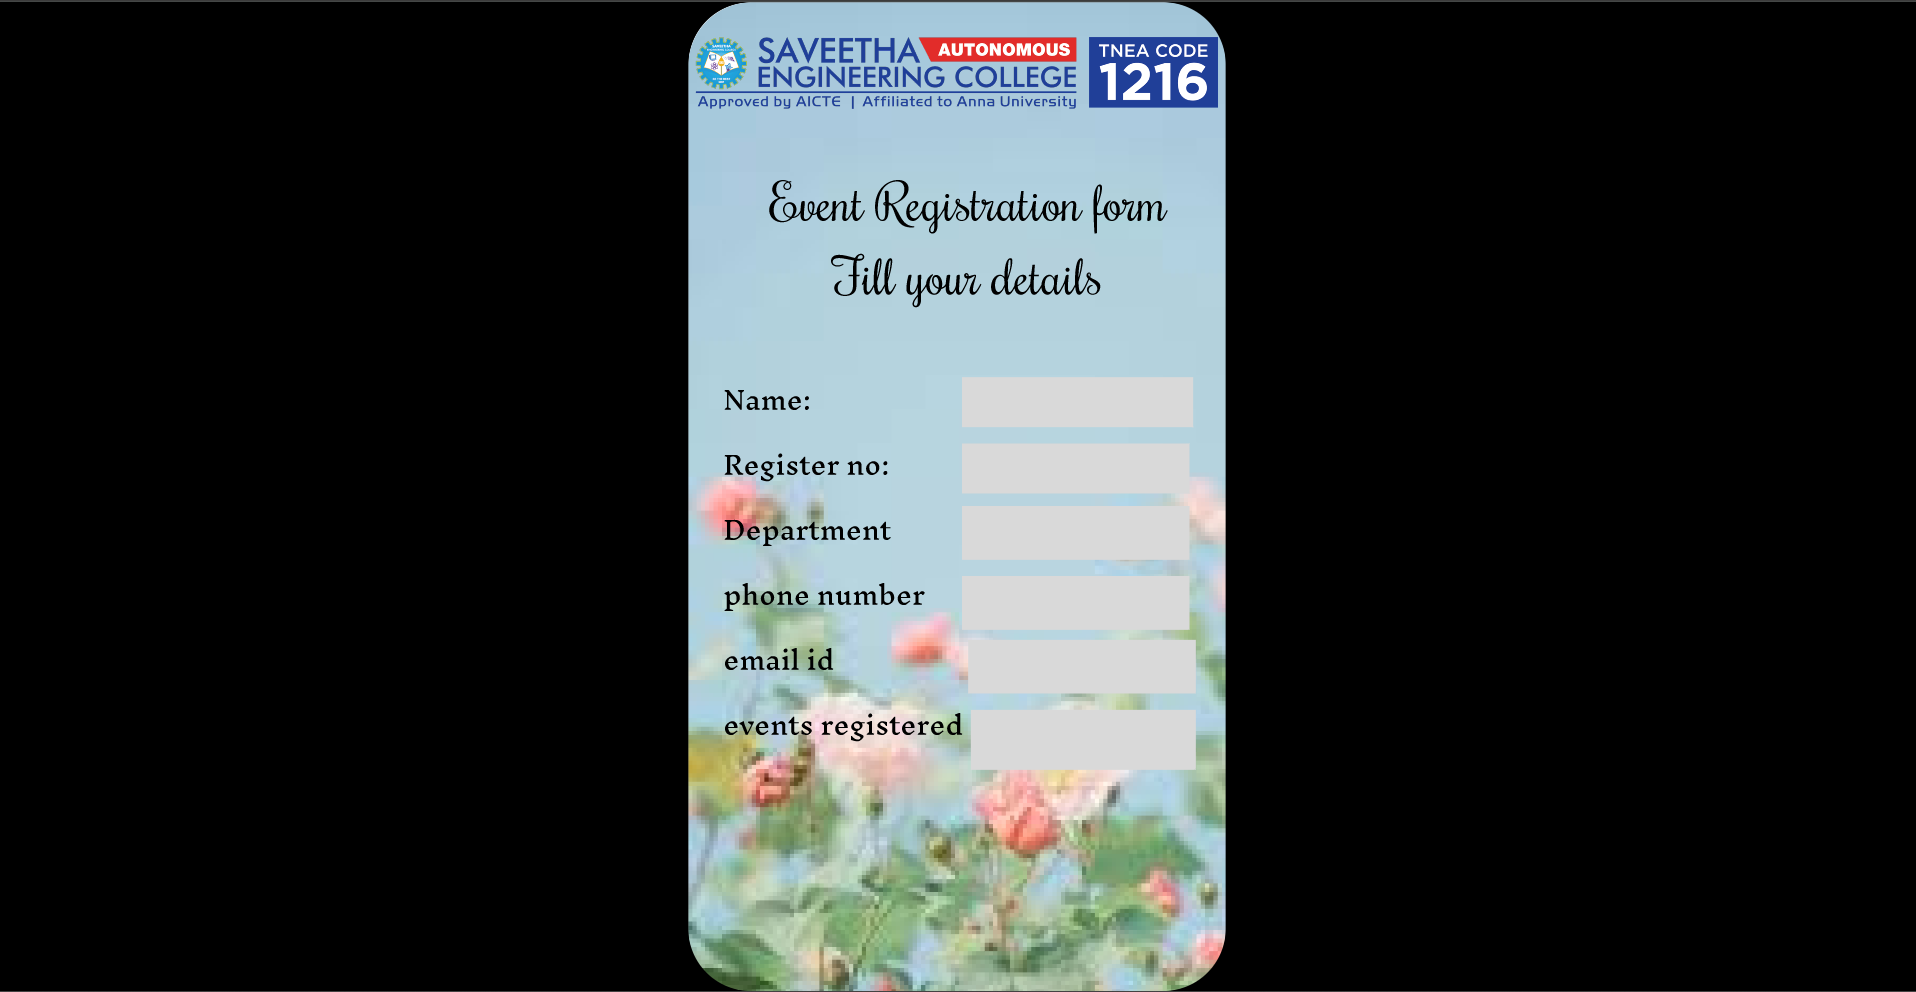 SAVEETHA AUTONOMOUS
ENGINEERING COLLEGE
Approved by AICTE | Affiliated to Anna University
TNEA CODE
1216
Event Registration form
Fill your details
Name:
Register no:
Department
phone number
email id
events registered